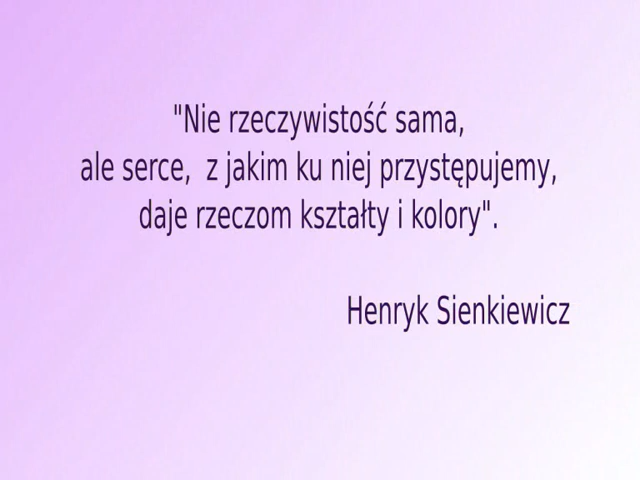 "Nie rzeczywistość sama,
ale serce,  z jakim ku niej przystępujemy,
daje rzeczom kształty i kolory".
Henryk Sienkiewicz